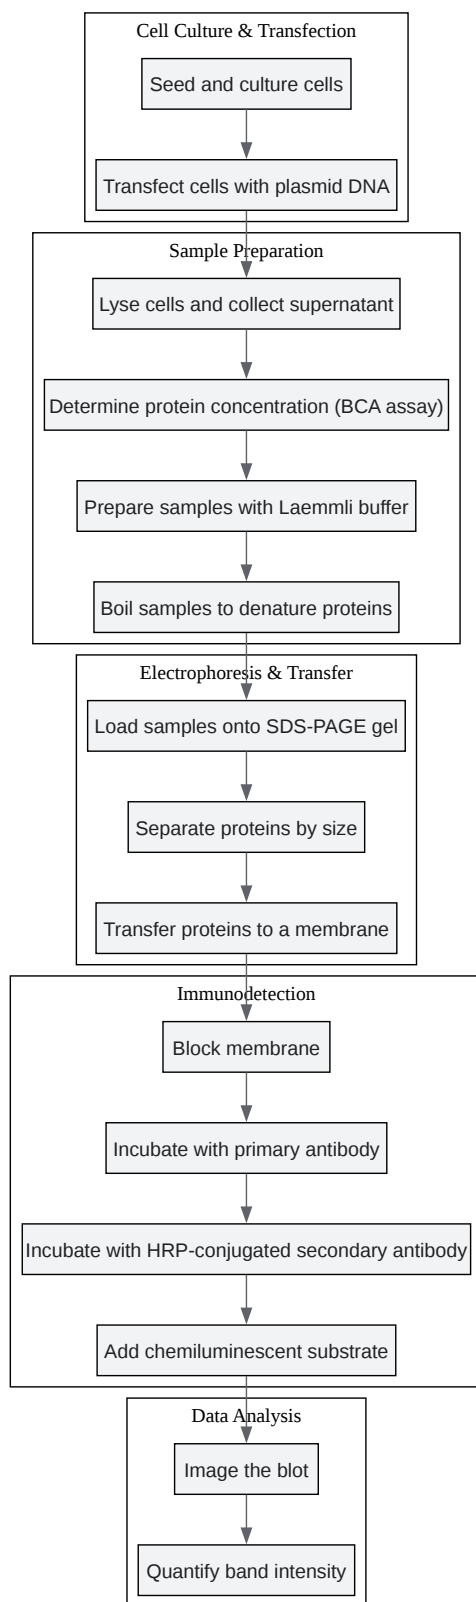 Cell Culture & Transfection
Seed and culture cells
Transfect cells with plasmid DNA
Sample Preparation
Lyse cells and collect supernatant
Determine protein concentration (BCA assay)
Prepare samples with Laemmli buffer
Boil samples to denature proteins
Electrophoresis & Transfer
Load samples onto SDS-PAGE gel
Separate proteins by size
Transfer proteins to a membrane
Immunodetection
Block membrane
Incubate with primary antibody
Incubate with HRP-conjugated secondary antibody
Add chemiluminescent substrate
Data Analysis
Image the blot
Quantify band intensity